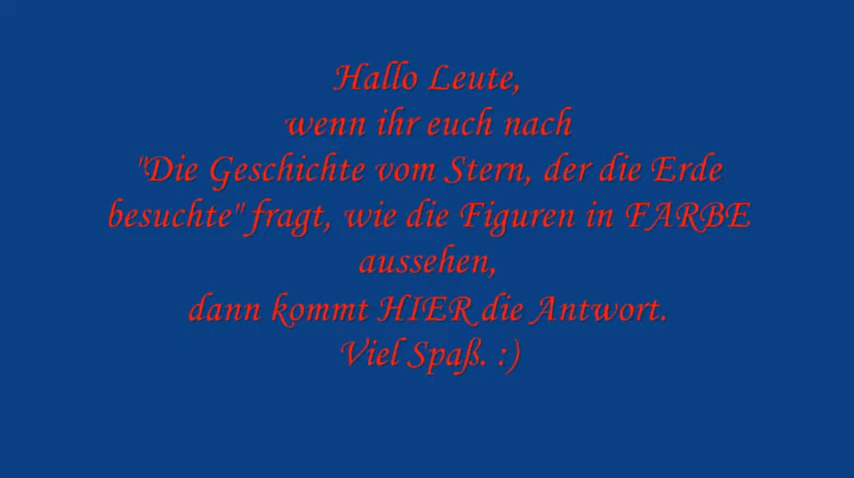 Hallo Leute,
wenn ihr euch nach
"Die Geschichte vom Stern, der die Erde
besuchte" fragt, wie die Figuren in FARBE
aussehen,
dann kommt HIER die Antwort.
Viel Spaß. :)